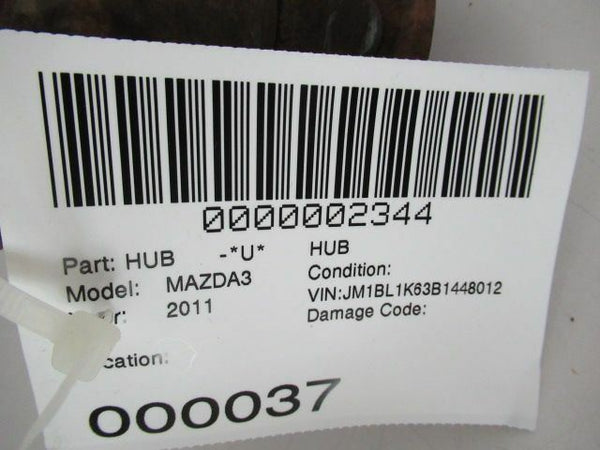 0000002344
Part: HUB -*U* HUB
Model: MAZDA3 Condition:
2011 VIN:JM1BL1K63B1448012
Damage Code:
000037